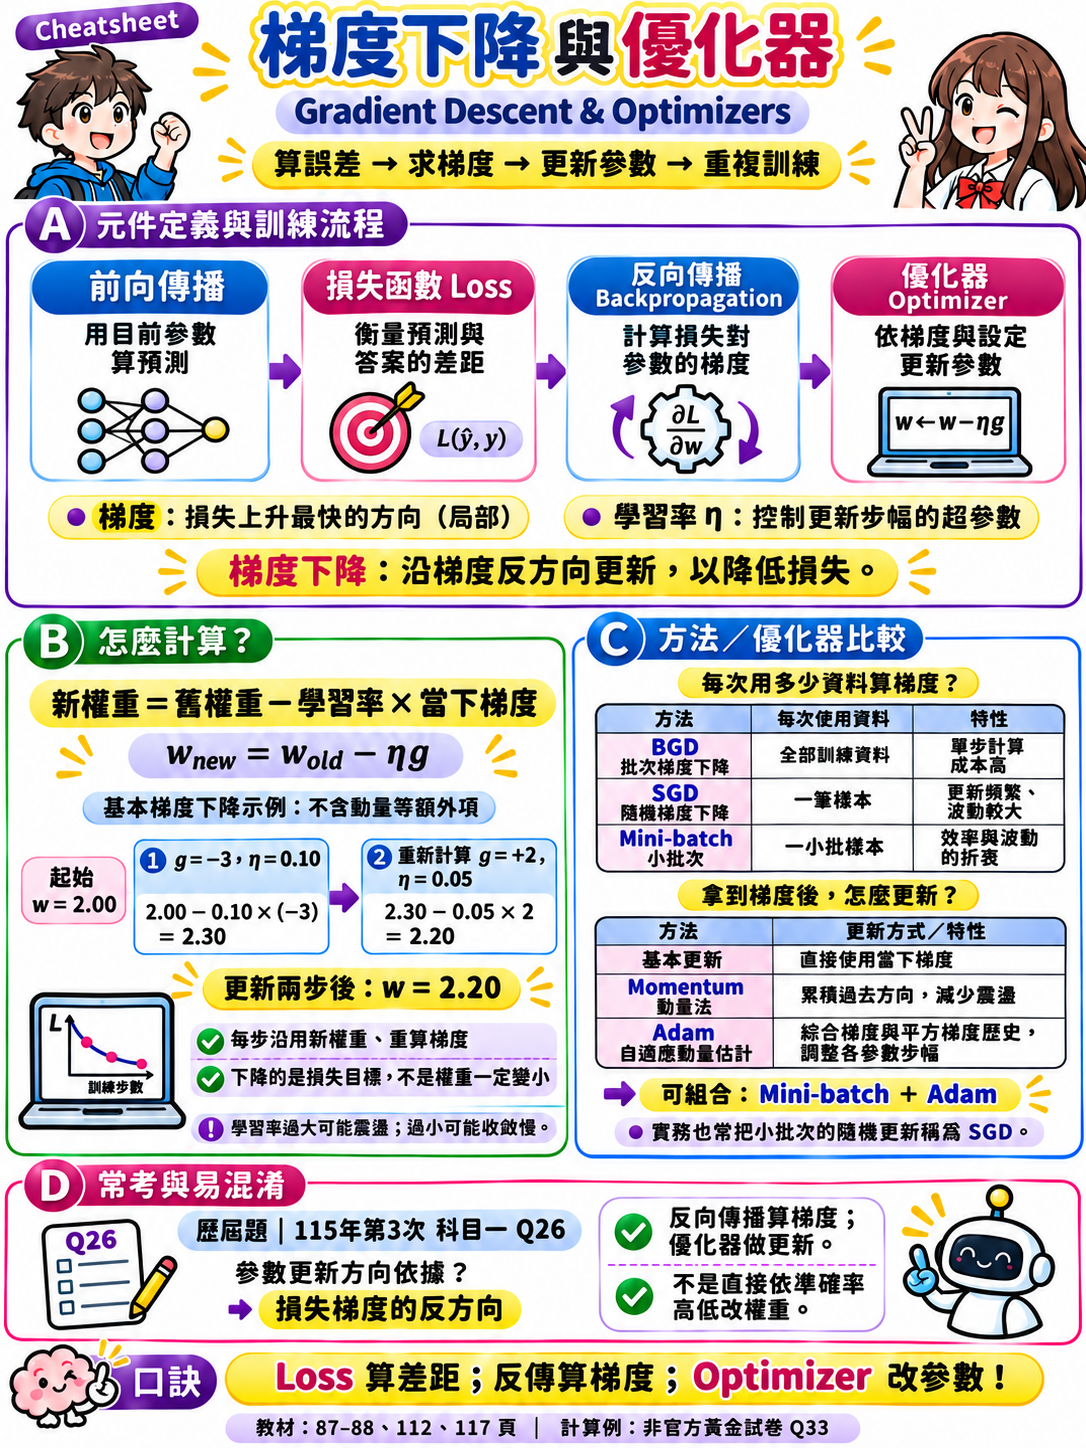 Cheatsheet
梯度下降與優化器
Gradient Descent & Optimizers
算誤差 → 求梯度 → 更新參數 → 重複訓練
A 元件定義與訓練流程
前向傳播
用目前參數
算預測
損失函數 Loss
衡量預測與
答案的差距
L(ŷ, y)
反向傳播
Backpropagation
計算損失對
參數的梯度
∂L
∂w
優化器
Optimizer
依梯度與設定
更新參數
w←w−ηg
梯度：損失上升最快的方向（局部）
學習率 η：控制更新步幅的超參數
梯度下降：沿梯度反方向更新，以降低損失。
B 怎麼計算？
新權重＝舊權重－學習率×當下梯度
w_new = w_old − ηg
基本梯度下降示例：不含動量等額外項
起始
w = 2.00
1 g=−3，η=0.10
2.00 − 0.10 × (−3)
= 2.30
2 重新計算 g=+2，
η = 0.05
2.30 − 0.05 × 2
= 2.20
更新兩步後：w = 2.20
L
訓練步數
每步沿用新權重、重算梯度
下降的是損失目標，不是權重一定變小
! 學習率過大可能震盪；過小可能收斂慢。
C 方法／優化器比較
每次用多少資料算梯度？
方法 每次使用資料 特性
BGD
批次梯度下降
全部訓練資料
單步計算
成本高
SGD
隨機梯度下降
一筆樣本
更新頻繁、
波動較大
Mini-batch
小批次
一小批樣本
效率與波動
的折衷
拿到梯度後，怎麼更新？
方法 更新方式／特性
基本更新 直接使用當下梯度
Momentum
動量法
累積過去方向，減少震盪
Adam
自適應動量估計
綜合梯度與平方梯度歷史，
調整各參數步幅
可組合：Mini-batch ＋ Adam
實務也常把小批次的隨機更新稱為 SGD。
D 常考與易混淆
Q26
歷屆題｜115年第3次 科目一 Q26
參數更新方向依據？
損失梯度的反方向
反向傳播算梯度；
優化器做更新。
不是直接依準確率
高低改權重。
口訣
Loss 算差距；反傳算梯度；Optimizer 改參數！
教材：87–88、112、117 頁 ｜ 計算例：非官方黃金試卷 Q33